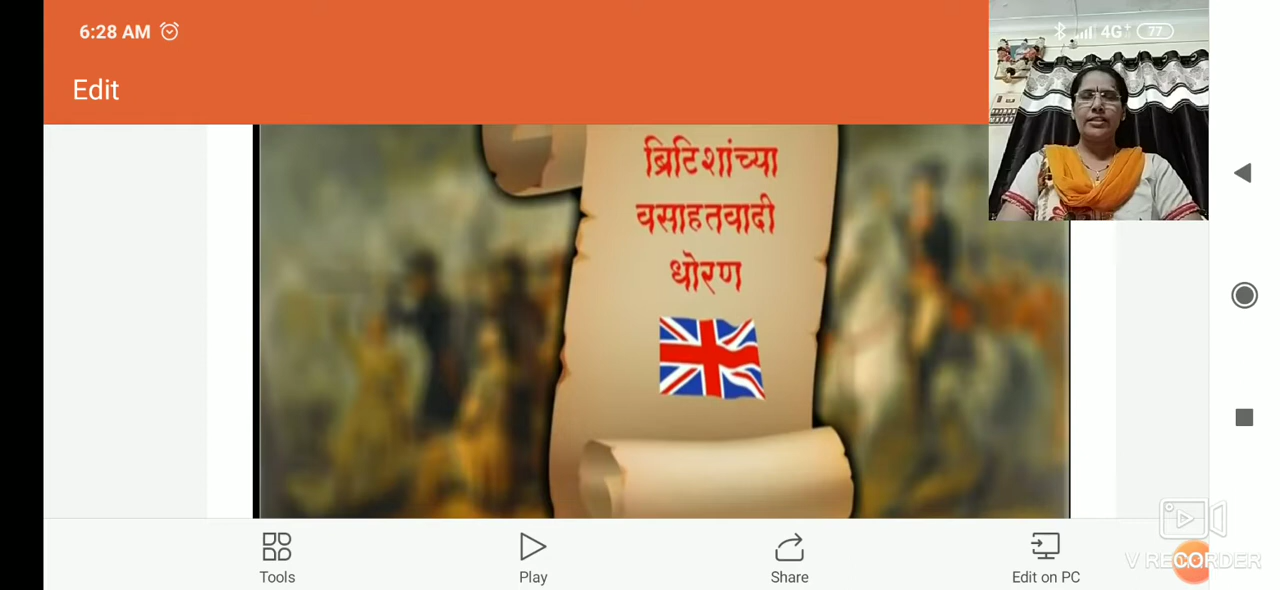 6:28 AM
4G+ 77
Edit
ब्रिटिशांच्या
वसाहतवादी
धोरण
Tools
Play
Share
Edit on PC
V RECORDER